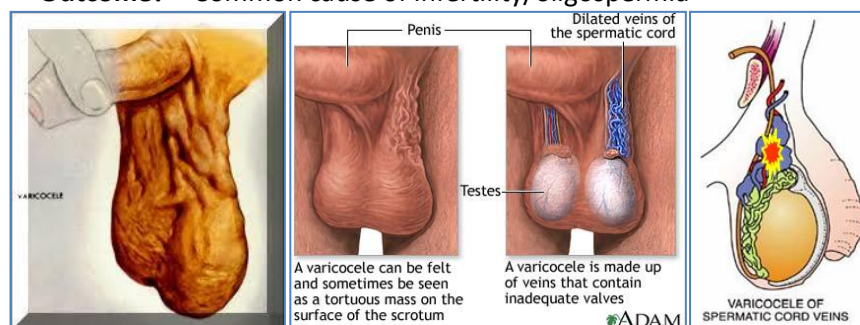 Outcome: Common cause of infertility/oligospermia
VARICOCELE
Penis
Dilated veins of
the spermatic cord
Testes
A varicocele can be felt
and sometimes be seen
as a tortuous mass on the
surface of the scrotum
A varicocele is made up
of veins that contain
inadequate valves
ADAM
VARICOCELE OF
SPERMATIC CORD VEINS